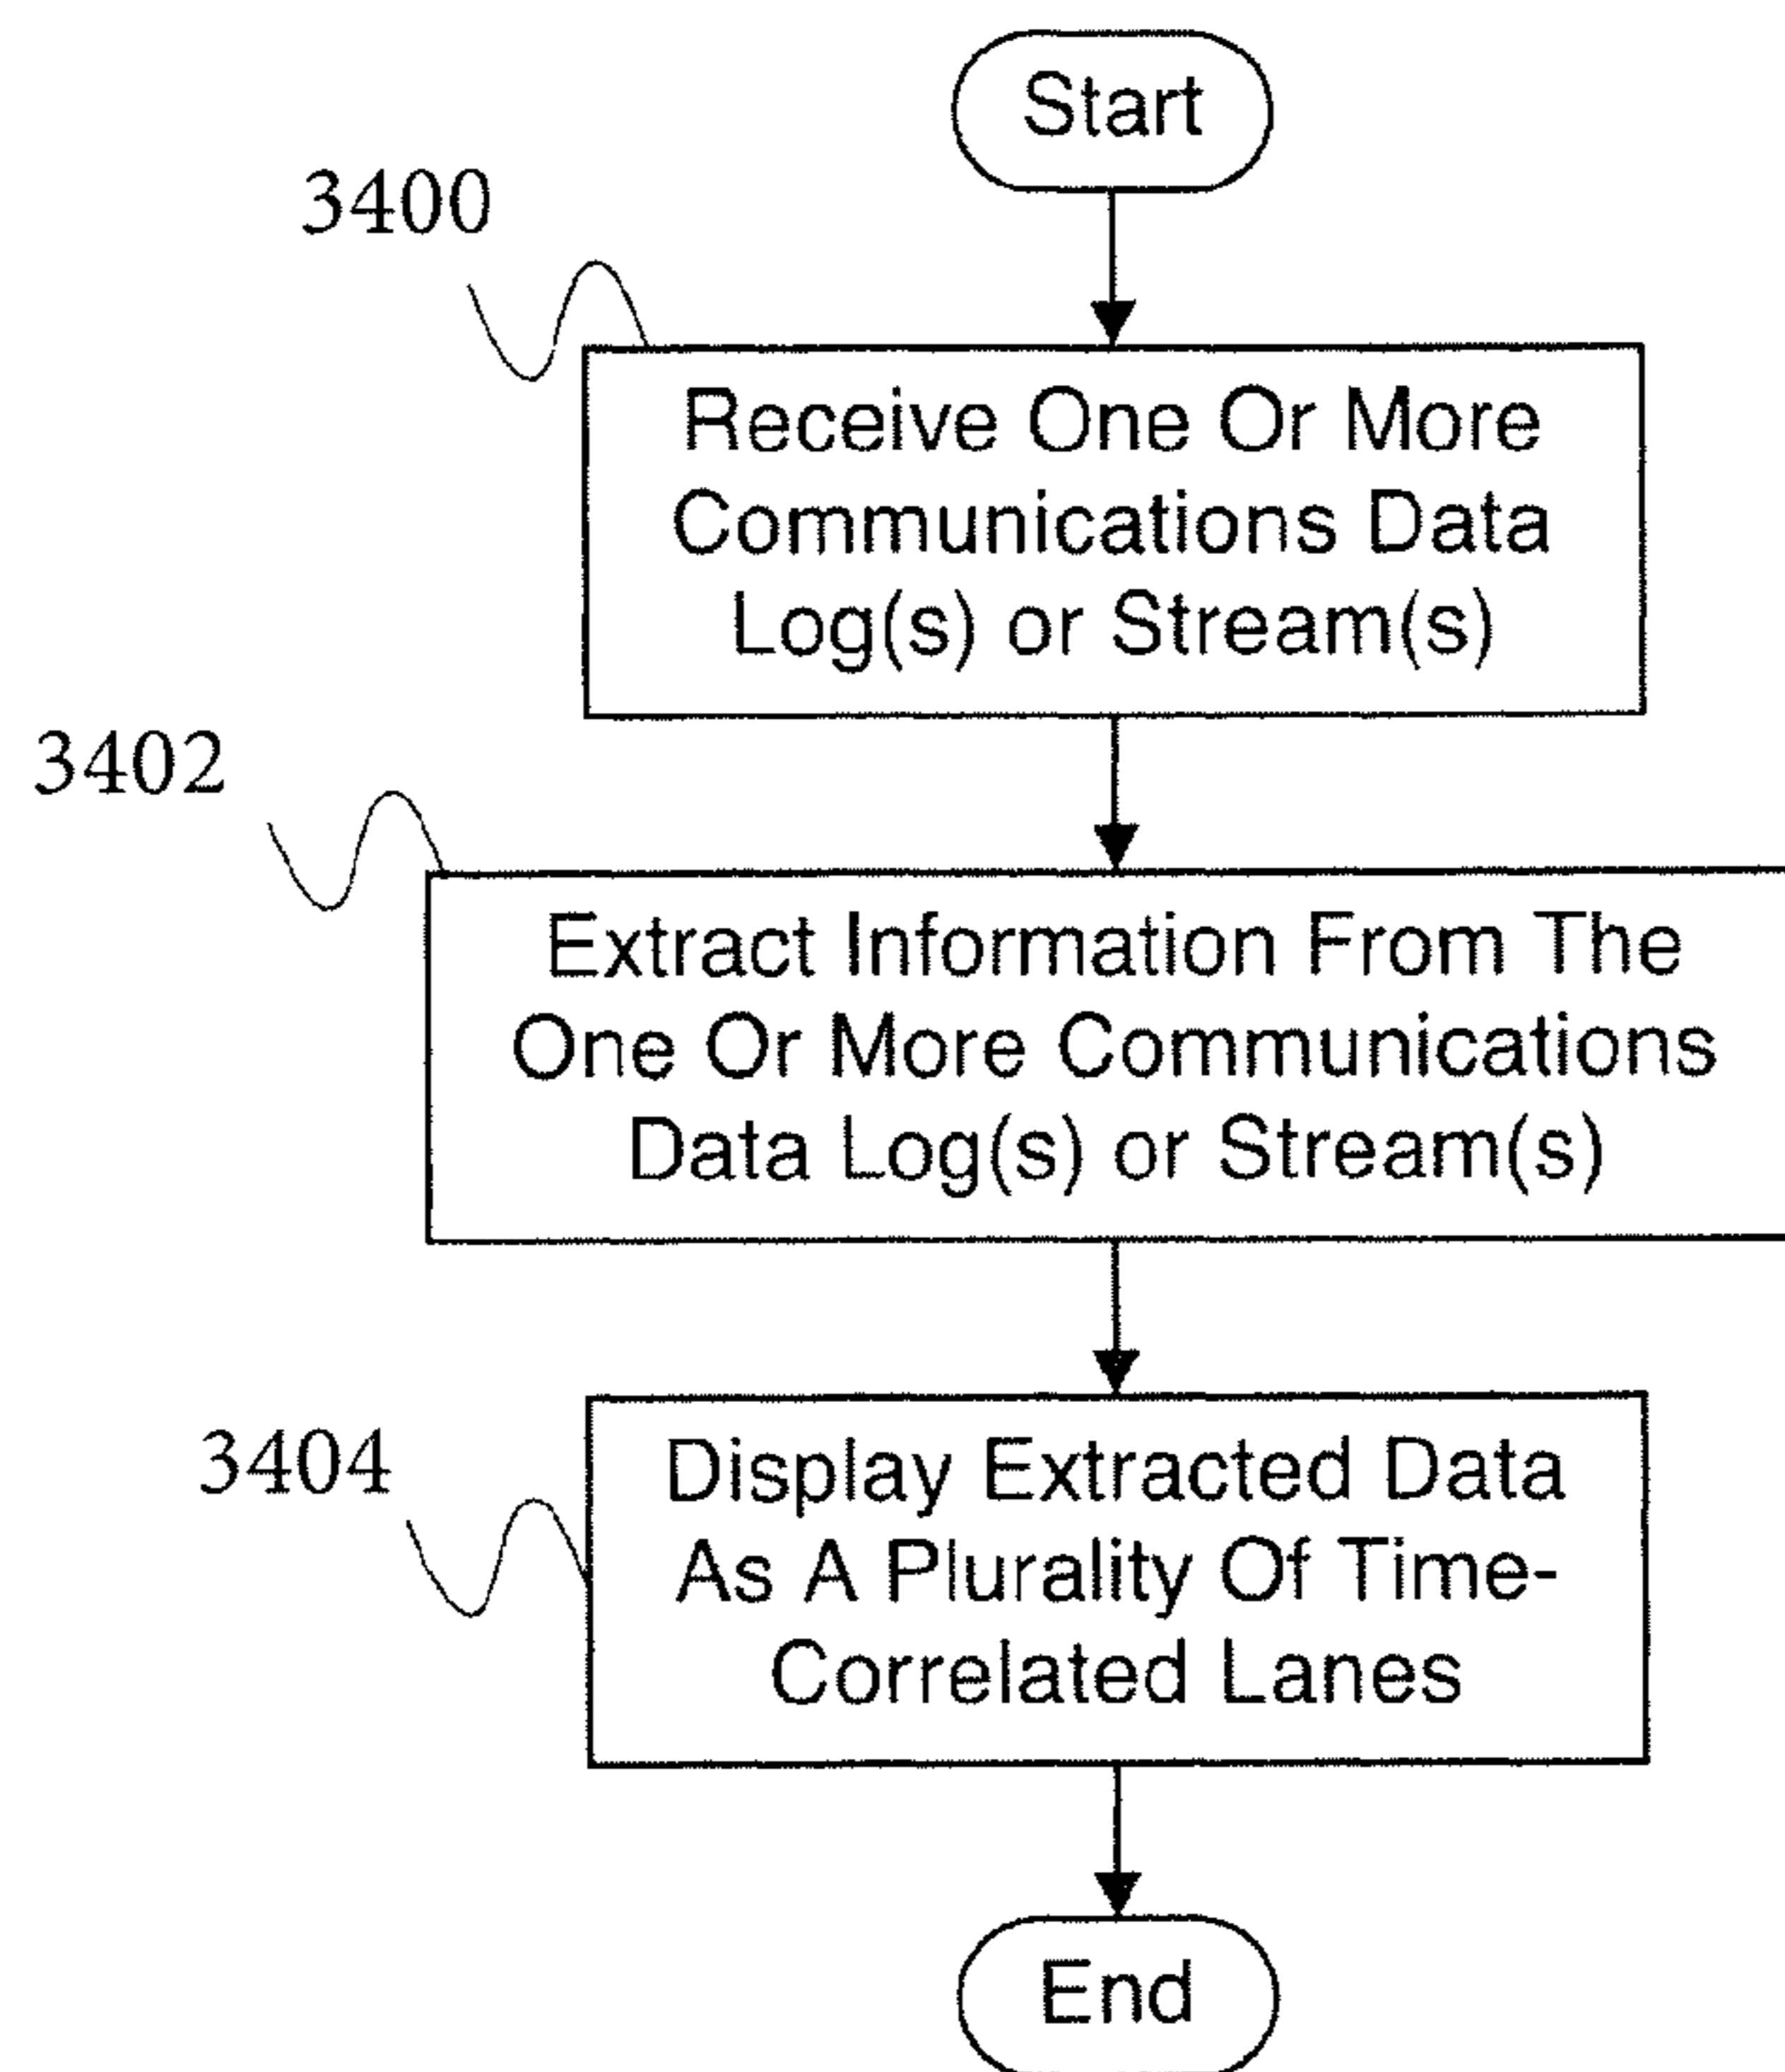 Start
3400
Receive One Or More
Communications Data
Log(s) or Stream(s)
3402
Extract Information From The
One Or More Communications
Data Log(s) or Stream(s)
3404
Display Extracted Data
As A Plurality Of Time-
Correlated Lanes
End